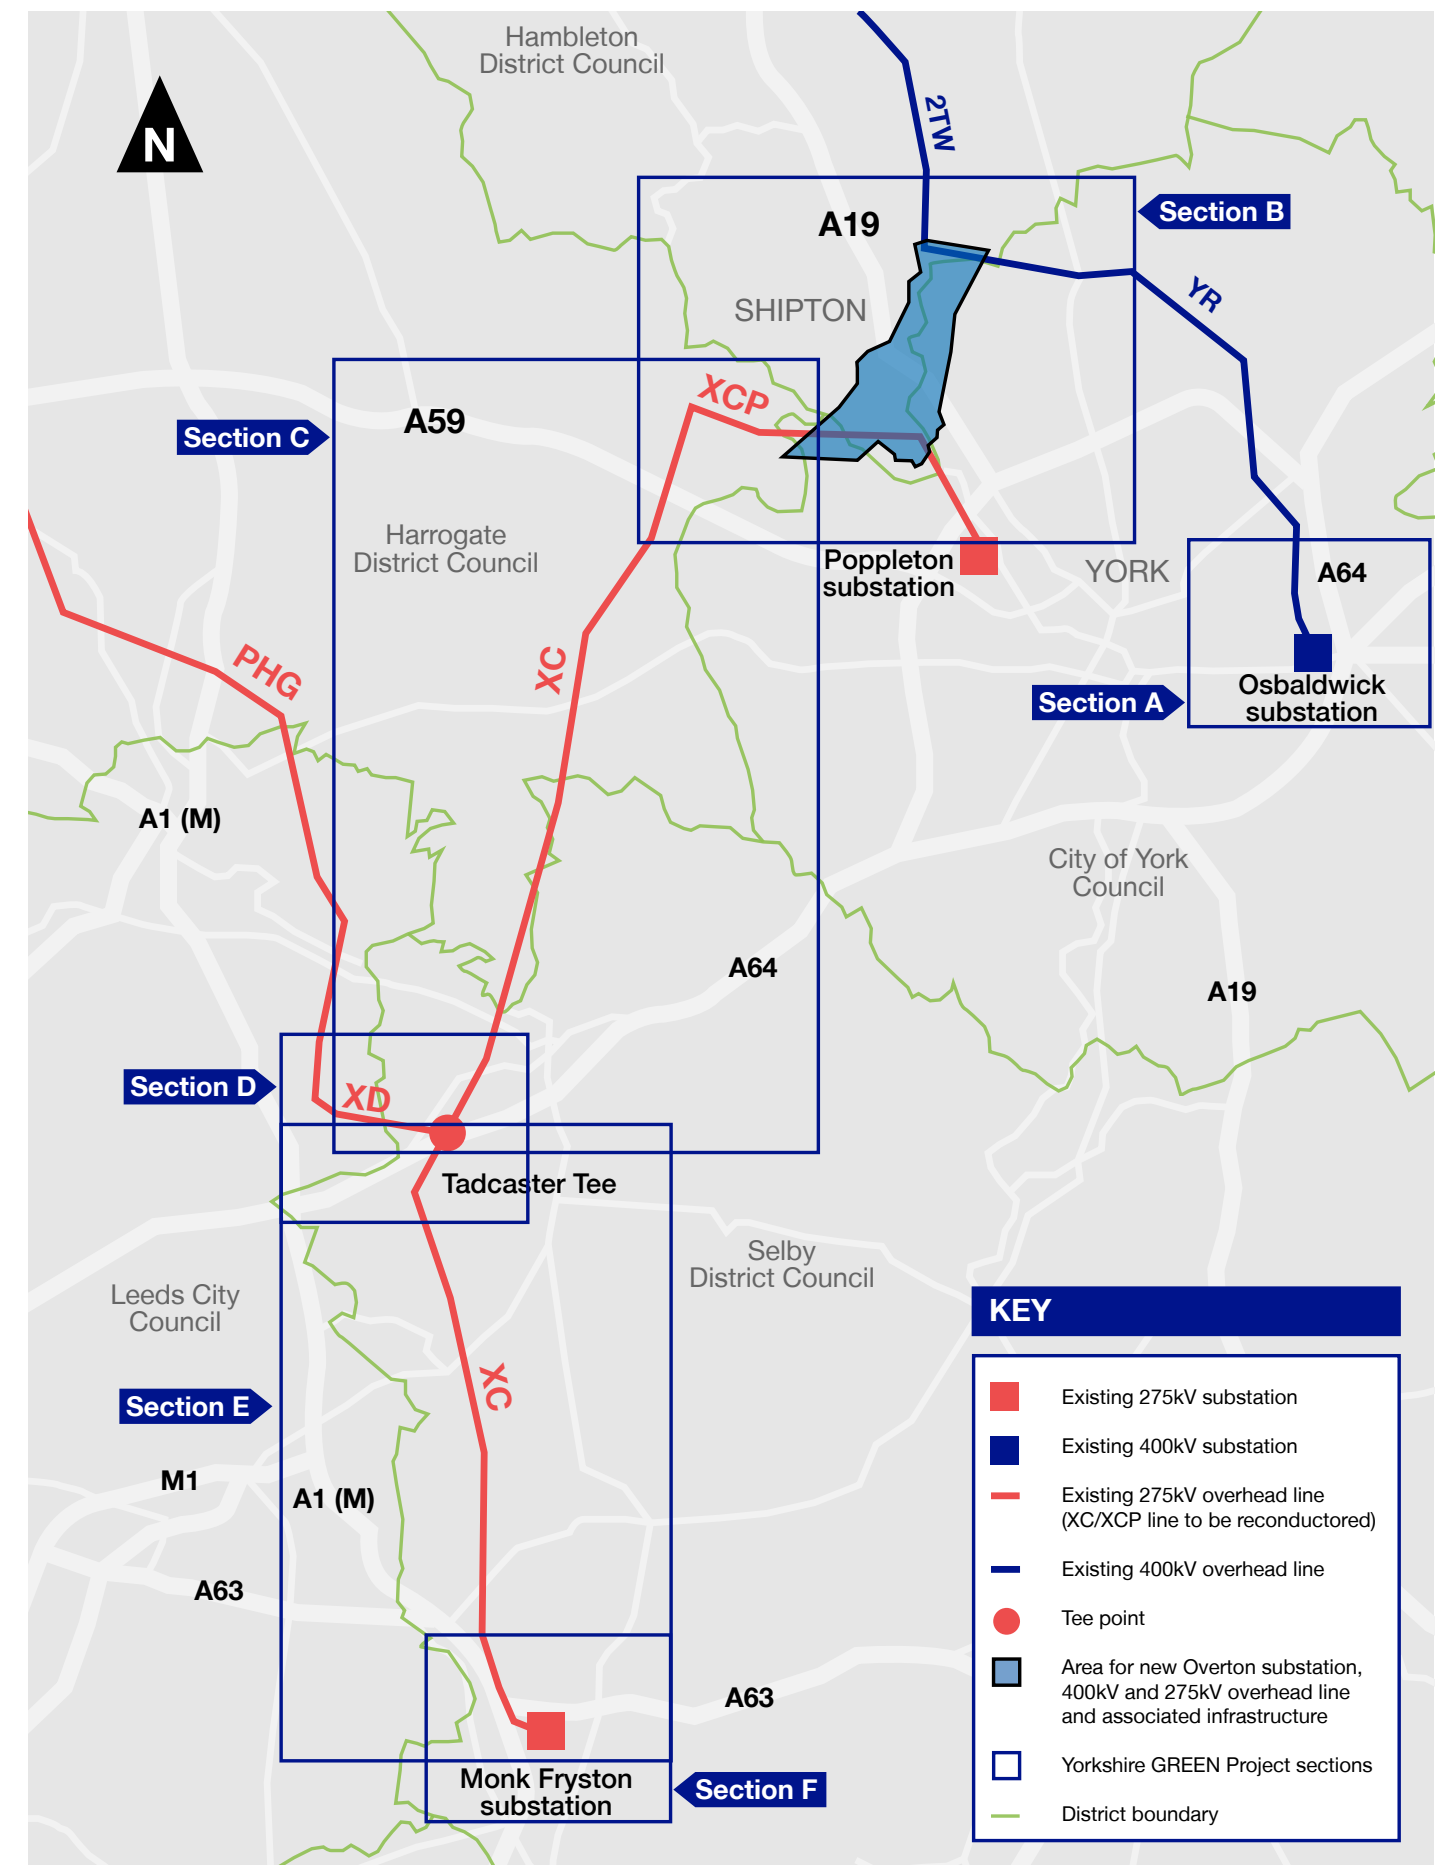 Hambleton
District Council
N
2TW
Section B
A19
YR
SHIPTON
XCP
A59
Section C
Harrogate
District Council
Poppleton
substation
YORK
A64
XC
PHG
Section A
Osbaldwick
substation
A1 (M)
City of York
Council
A64
A19
Section D
XD
Tadcaster Tee
Selby
District Council
Leeds City
Council
XC
Section E
M1
A1 (M)
A63
A63
Monk Fryston
substation
Section F
KEY
Existing 275kV substation
Existing 400kV substation
Existing 275kV overhead line
(XC/XCP line to be reconductored)
Existing 400kV overhead line
Tee point
Area for new Overton substation,
400kV and 275kV overhead line
and associated infrastructure
Yorkshire GREEN Project sections
District boundary